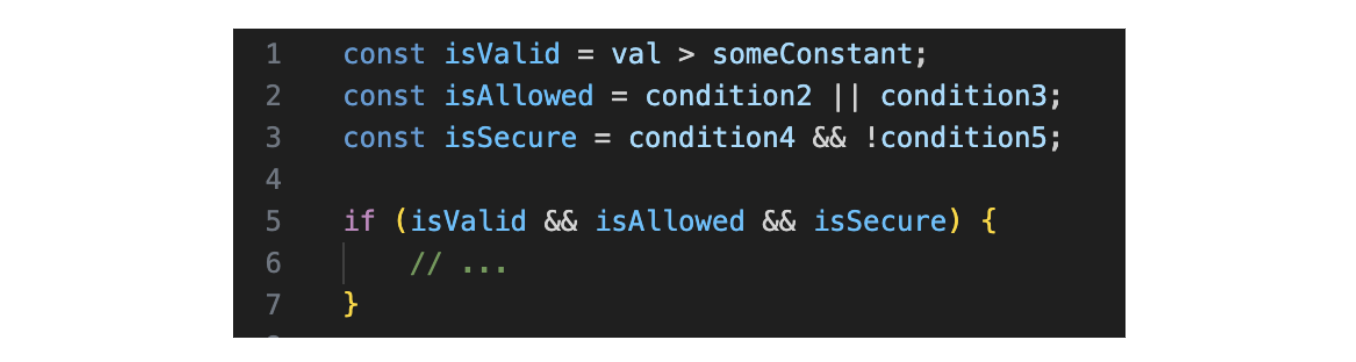 1 const isValid = val > someConstant;
2 const isAllowed = condition2 || condition3;
3 const isSecure = condition4 && !condition5;
4
5 if (isValid && isAllowed && isSecure) {
6 // ...
7 }